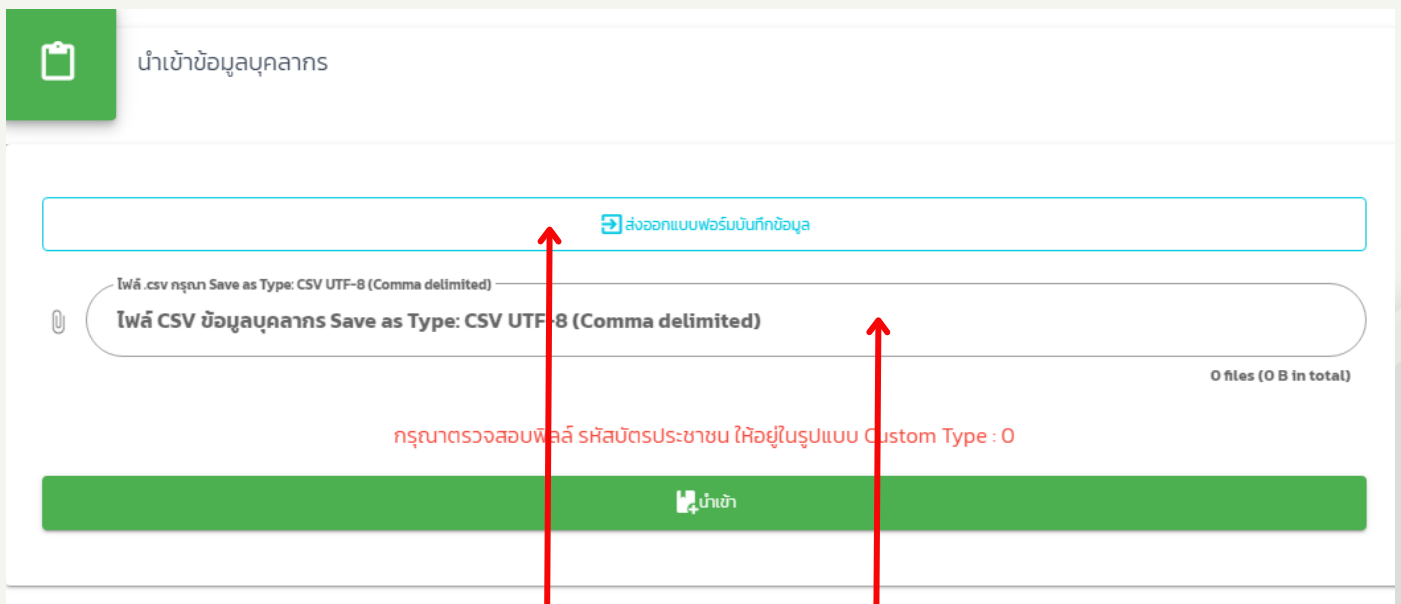 นำเข้าข้อมูลบุคลากร
ส่งออกแบบฟอร์มบันทึกข้อมูล
ไฟล์ .csv กรุณา Save as Type: CSV UTF-8 (Comma delimited)
ไฟล์ CSV ข้อมูลบุคลากร Save as Type: CSV UTF-8 (Comma delimited)
0 files (0 B in total)
กรุณาตรวจสอบฟิลล์ รหัสบัตรประชาชน ให้อยู่ในรูปแบบ Custom Type : 0
นำเข้า